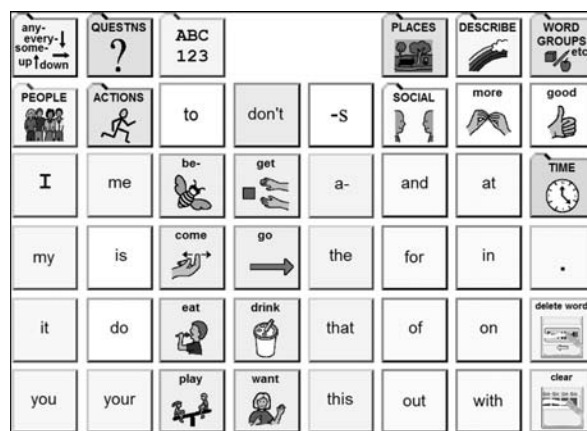 any-
every-
some-
up down
QUESTNS
?
ABC
123
PLACES
DESCRIBE
WORD
GROUPS
etc
PEOPLE
ACTIONS
to
don't
-s
SOCIAL
more
good
I
me
be-
get
a-
and
at
TIME
my
is
come
go
the
for
in
.
it
do
eat
drink
that
of
on
delete word
you
your
play
want
this
out
with
clear